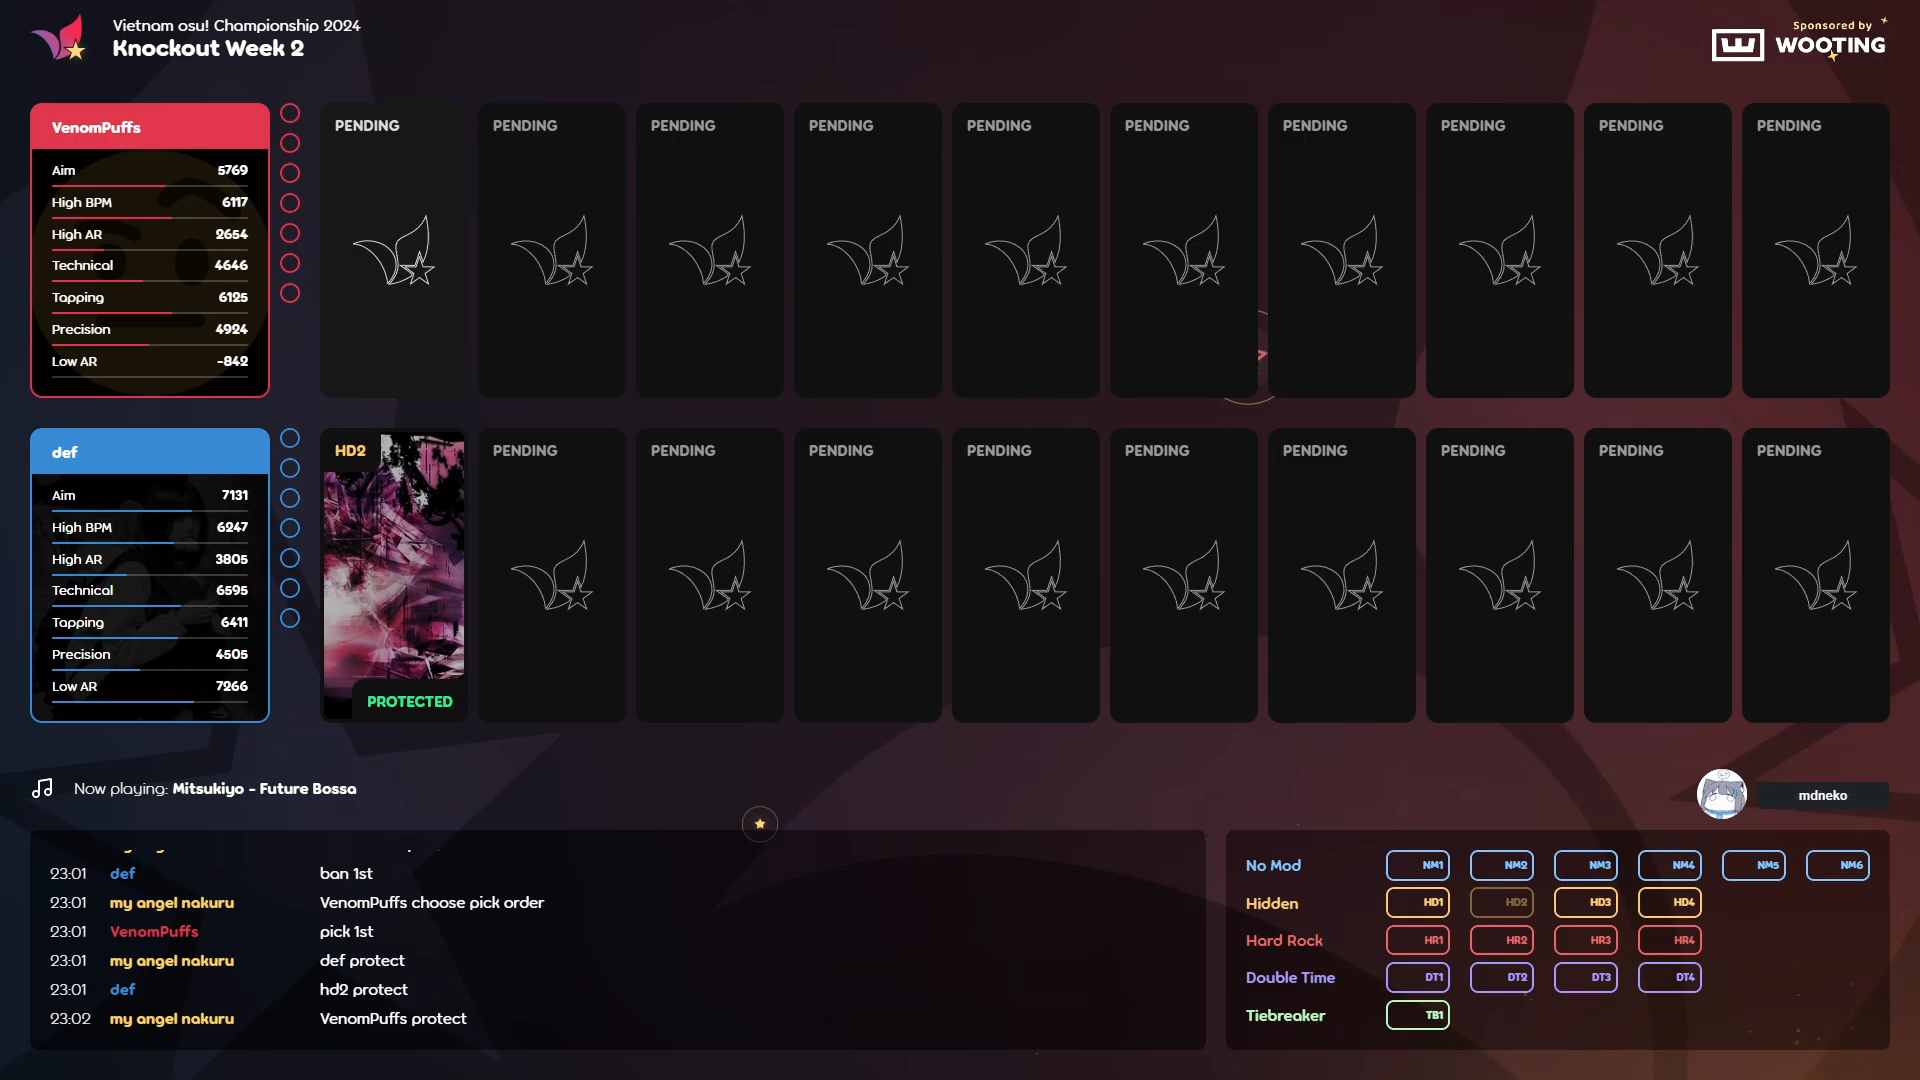 Vietnam osu! Championship 2024
Knockout Week 2
Sponsored by
WOOTING
VenomPuffs
Aim 5769
High BPM 6117
High AR 2654
Technical 4646
Tapping 6125
Precision 4924
Low AR -842
PENDING PENDING PENDING PENDING PENDING PENDING PENDING PENDING PENDING PENDING
def
Aim 7131
High BPM 6247
High AR 3805
Technical 6595
Tapping 6411
Precision 4505
Low AR 7266
HD2 PENDING PENDING PENDING PENDING PENDING PENDING PENDING PENDING PENDING
PROTECTED
Now playing: Mitsukiyo - Future Bossa
mdneko
23:01 def ban 1st
23:01 my angel nakuru VenomPuffs choose pick order
23:01 VenomPuffs pick 1st
23:01 my angel nakuru def protect
23:01 def hd2 protect
23:02 my angel nakuru VenomPuffs protect
No Mod NM1 NM2 NM3 NM4 NM5 NM6
Hidden HD1 HD2 HD3 HD4
Hard Rock HR1 HR2 HR3 HR4
Double Time DT1 DT2 DT3 DT4
Tiebreaker TB1